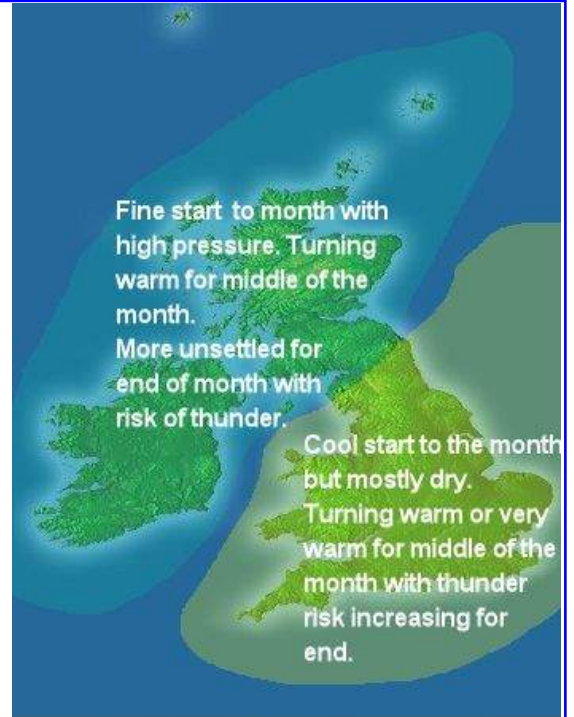 Fine start to month with
high pressure. Turning
warm for middle of the
month.
More unsettled for
end of month with
risk of thunder.
Cool start to the month
but mostly dry.
Turning warm or very
warm for middle of the
month with thunder
risk increasing for
end.